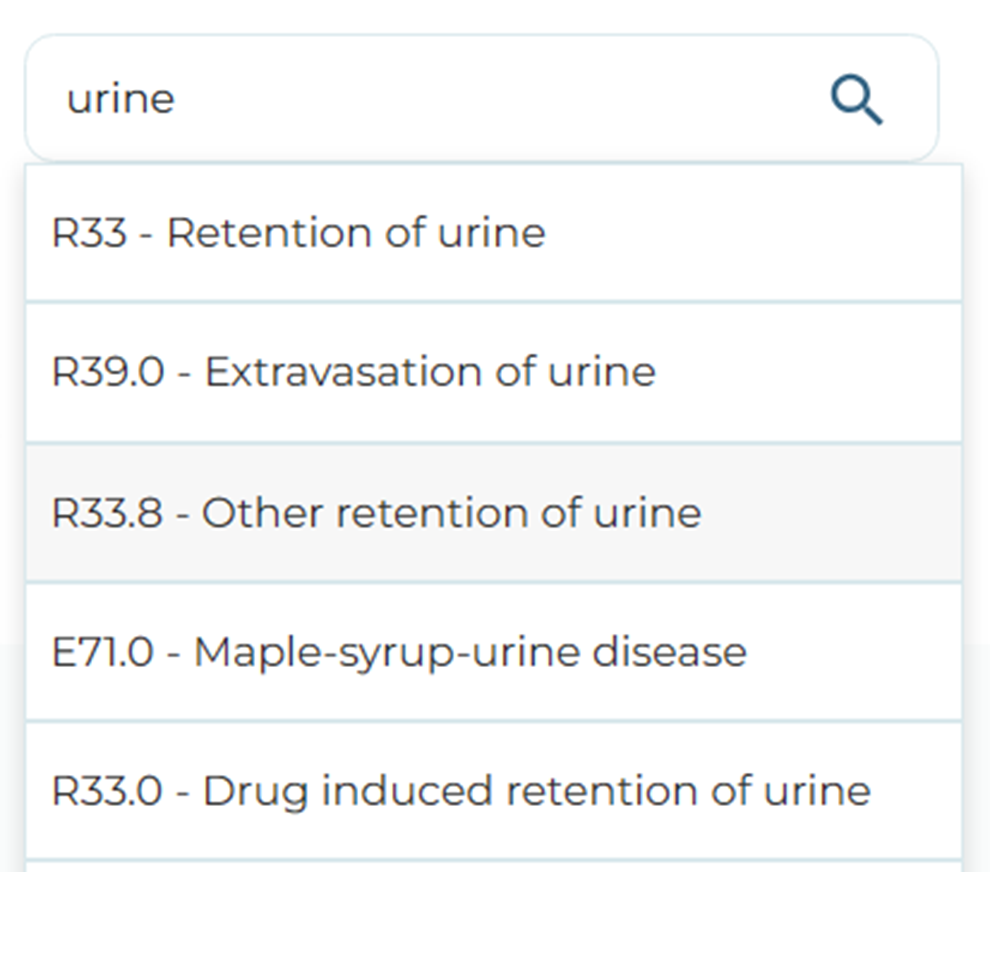 urine
R33 - Retention of urine
R39.0 - Extravasation of urine
R33.8 - Other retention of urine
E71.0 - Maple-syrup-urine disease
R33.0 - Drug induced retention of urine